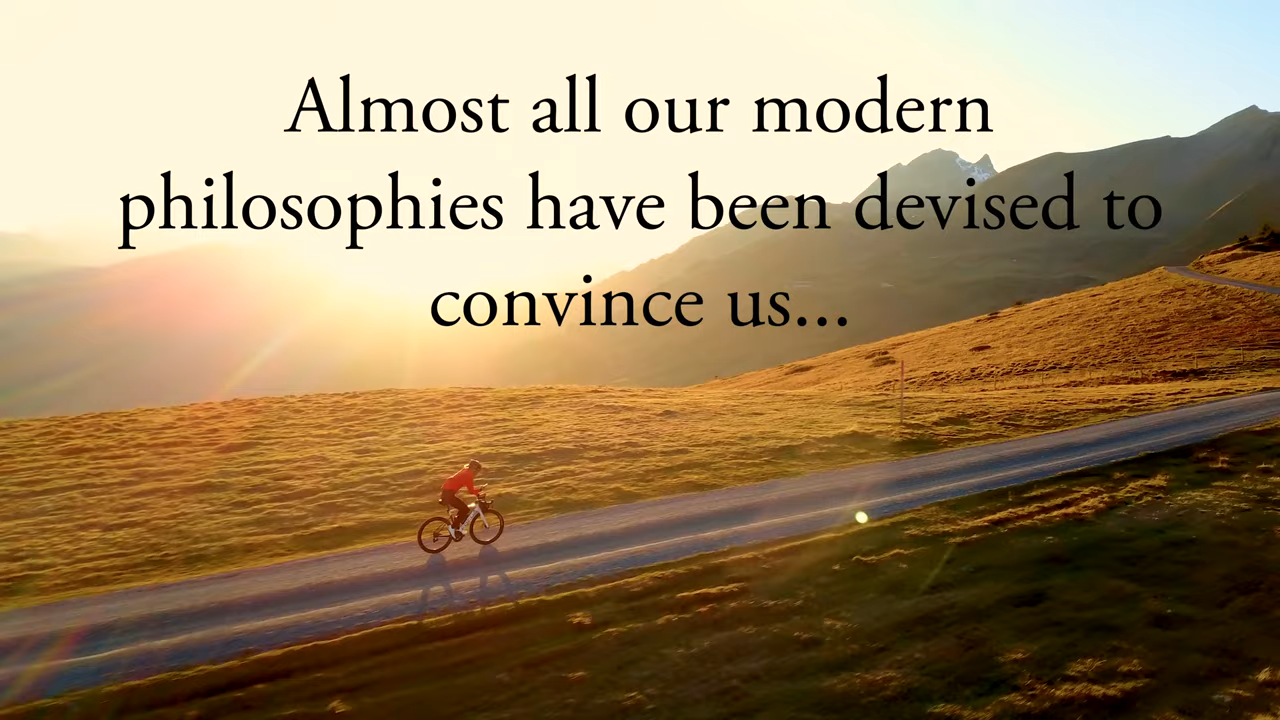 Almost all our modern
philosophies have been devised to
convince us...